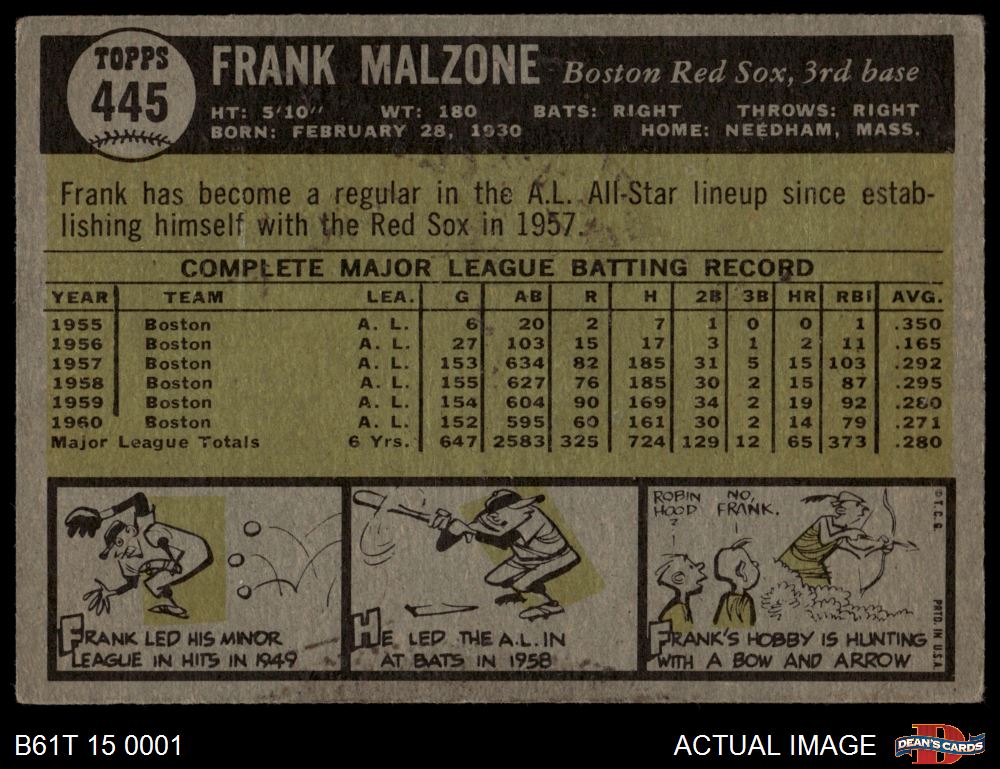 TOPPS
445
FRANK MALZONE Boston Red Sox, 3rd base
HT: 5'10" WT: 180 BATS: RIGHT THROWS: RIGHT
BORN: FEBRUARY 28, 1930 HOME: NEEDHAM, MASS.
Frank has become a regular in the A.L. All-Star lineup since estab-
lishing himself with the Red Sox in 1957.
COMPLETE MAJOR LEAGUE BATTING RECORD
YEAR TEAM LEA. G AB R H 2B 3B HR RBI AVG.
1955 Boston A. L. 6 20 2 7 1 0 0 1 .350
1956 Boston A. L. 27 103 15 17 3 1 2 11 .165
1957 Boston A. L. 153 634 82 185 31 5 15 103 .292
1958 Boston A. L. 155 627 76 185 30 2 15 87 .295
1959 Boston A. L. 154 604 90 169 34 2 19 92 .280
1960 Boston A. L. 152 595 60 161 30 2 14 79 .271
Major League Totals 6 Yrs. 647 2583 325 724 129 12 65 373 .280
FRANK LED HIS MINOR
LEAGUE IN HITS IN 1949
HE LED THE A.L. IN
AT BATS IN 1958
ROBIN
HOOD
?
NO,
FRANK.
FRANK'S HOBBY IS HUNTING
WITH A BOW AND ARROW
© T. C. G.
PRTD. IN U.S.A.
B61T 15 0001
ACTUAL IMAGE
D
DEAN'S CARDS